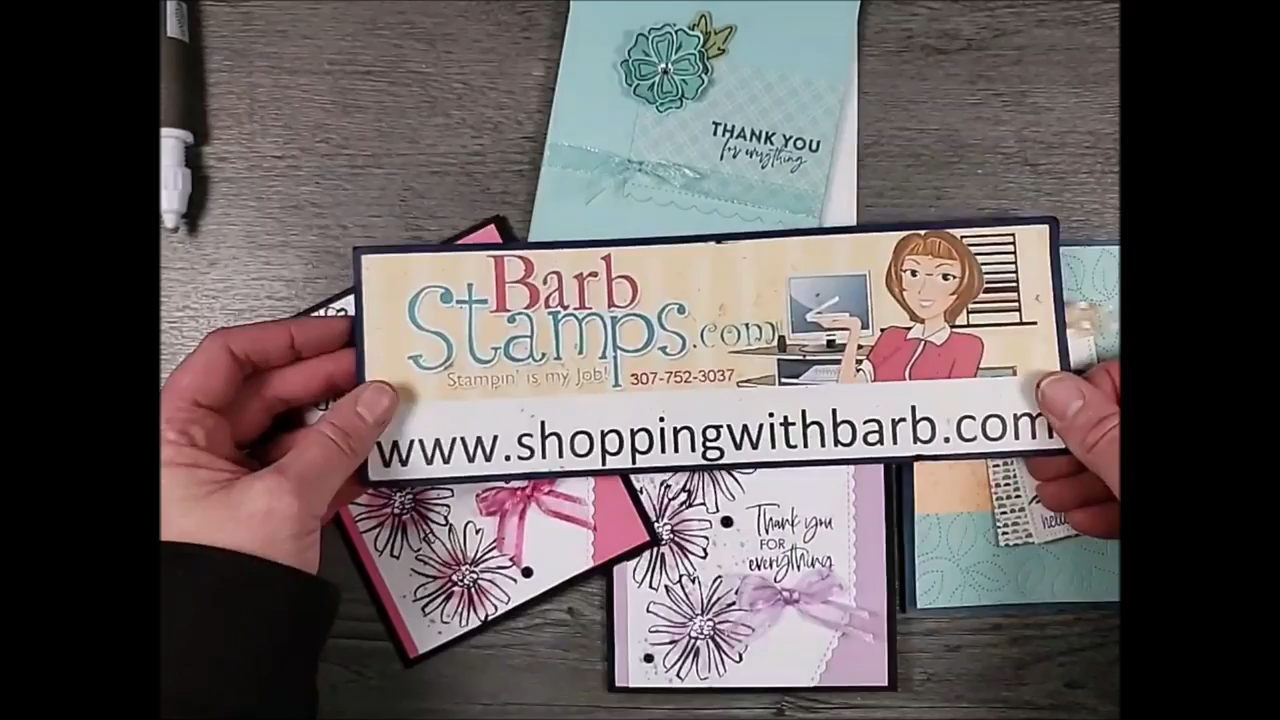 THANK YOU
for everything
Barb
Stamps.com
Stampin' is my Job! 307-752-3037
www.shoppingwithbarb.com
Thank you
FOR
everything
hello